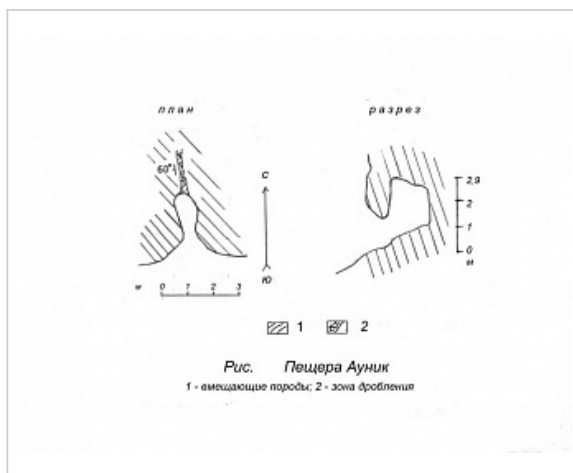 план
разрез
60°
С
Ю
2,9
2
1
0
м
м 0 1 2 3
1 2
Рис. Пещера Ауник
1 - вмещающие породы; 2 - зона дробления